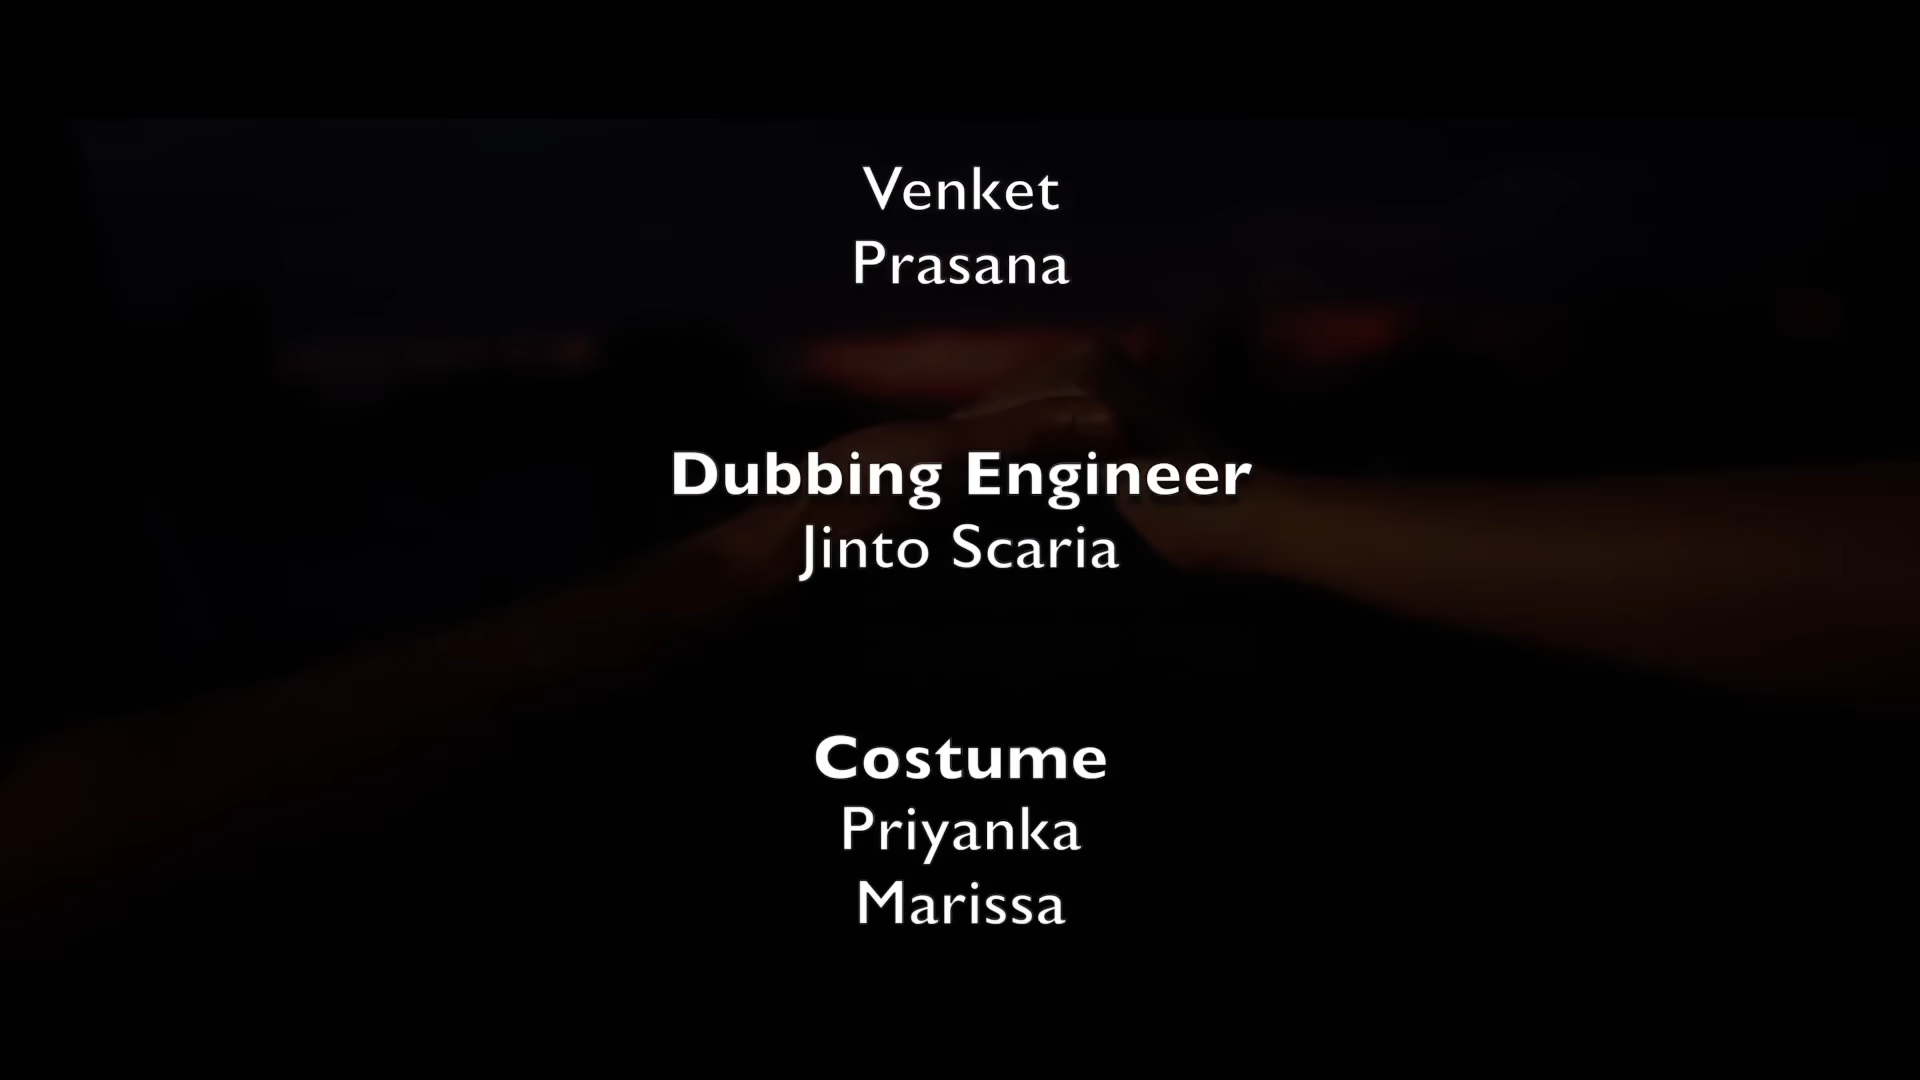 Venket
Prasana
Dubbing Engineer
Jinto Scaria
Costume
Priyanka
Marissa